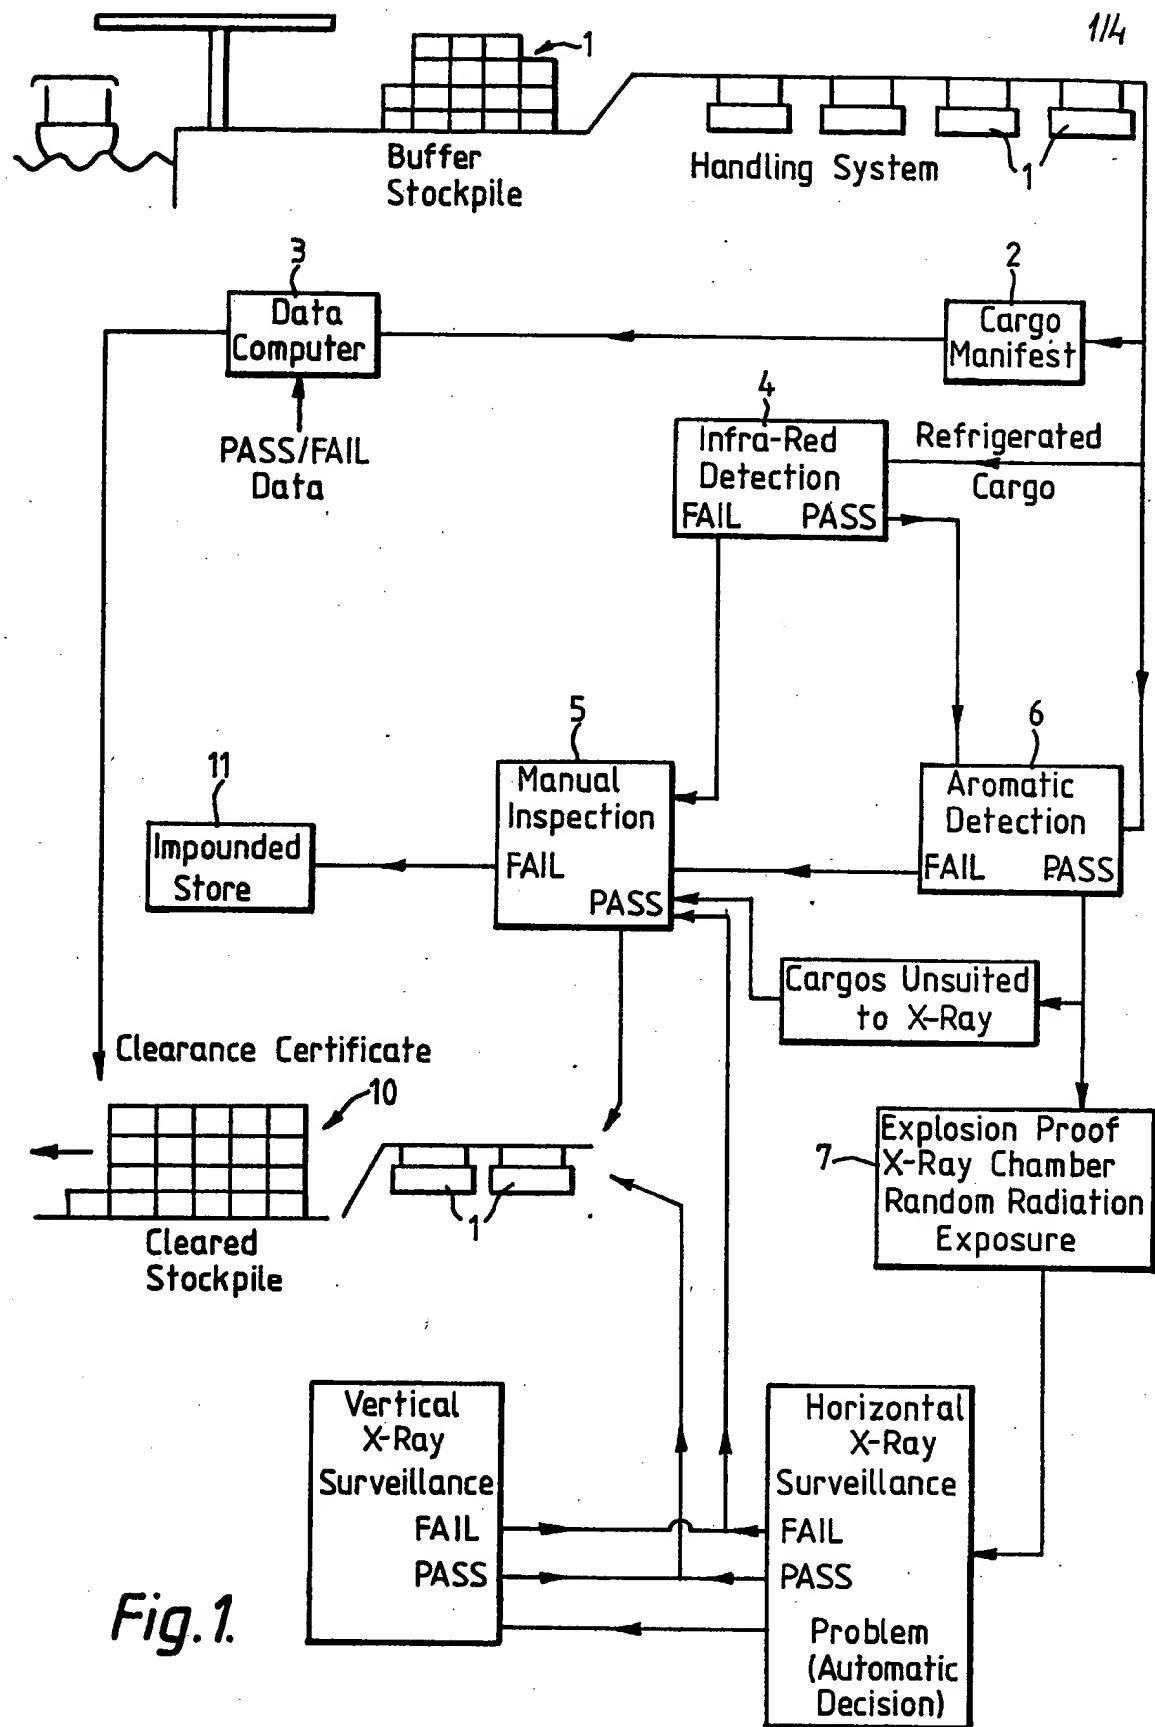 1/4
1
Buffer
Stockpile
Handling System
1
3
Data
Computer
PASS/FAIL
Data
2
Cargo
Manifest
4
Infra-Red
Detection
FAIL PASS
Refrigerated
Cargo
5
Manual
Inspection
FAIL
PASS
6
Aromatic
Detection
FAIL PASS
11
Impounded
Store
Cargos Unsuited
to X-Ray
Clearance Certificate
10
Cleared
Stockpile
1
7
Explosion Proof
X-Ray Chamber
Random Radiation
Exposure
Vertical
X-Ray
Surveillance
FAIL
PASS
Horizontal
X-Ray
Surveillance
FAIL
PASS
Problem
(Automatic
Decision)
Fig.1.